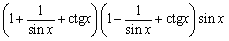 (1 + 1/sin x + ctgx)(1 − 1/sin x + ctgx) sin x